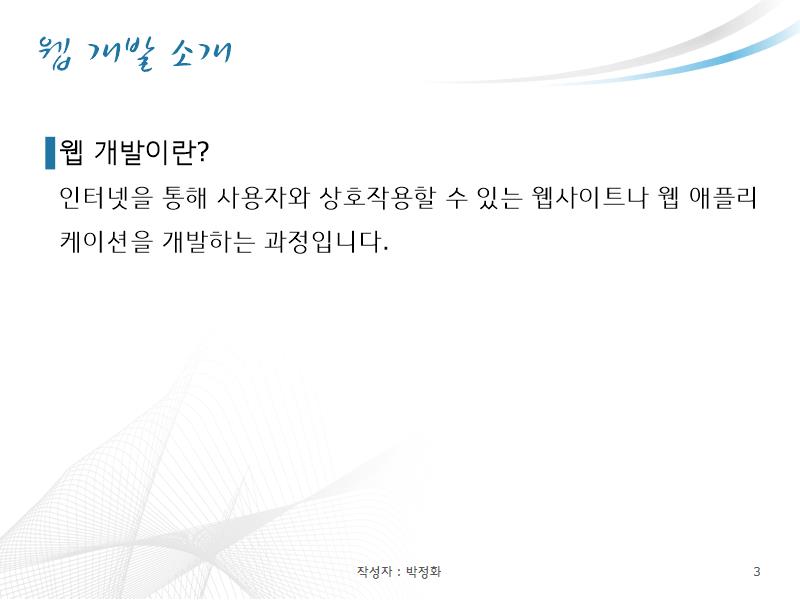 웹 개발 소개
웹 개발이란?
인터넷을 통해 사용자와 상호작용할 수 있는 웹사이트나 웹 애플리
케이션을 개발하는 과정입니다.
작성자 : 박정화
3